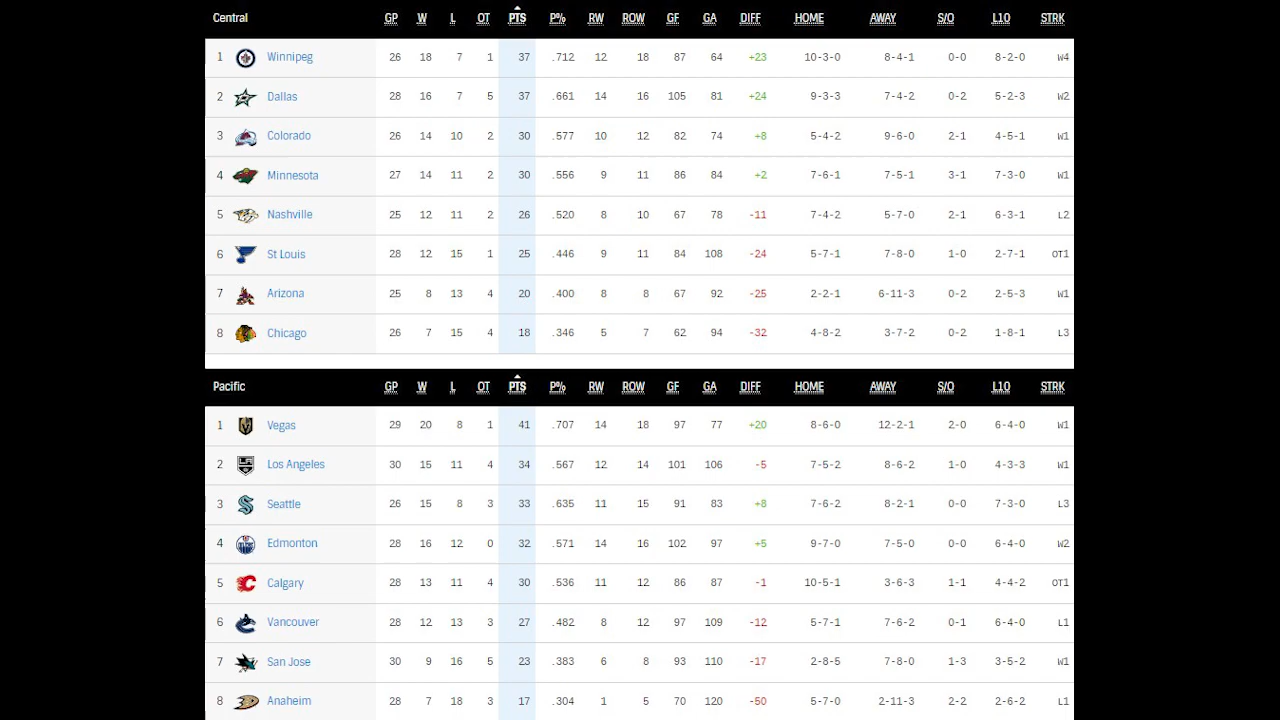 Central GP W L OT PTS P% RW ROW GF GA DIFF HOME AWAY S/O L10 STRK
1 Winnipeg 26 18 7 1 37 .712 12 18 87 64 +23 10-3-0 8-4-1 0-0 8-2-0 W4
2 Dallas 28 16 7 5 37 .661 14 16 105 81 +24 9-3-3 7-4-2 0-2 5-2-3 W2
3 Colorado 26 14 10 2 30 .577 10 12 82 74 +8 5-4-2 9-6-0 2-1 4-5-1 W1
4 Minnesota 27 14 11 2 30 .556 9 11 86 84 +2 7-6-1 7-5-1 3-1 7-3-0 W1
5 Nashville 25 12 11 2 26 .520 8 10 67 78 -11 7-4-2 5-7-0 2-1 6-3-1 L2
6 St Louis 28 12 15 1 25 .446 9 11 84 108 -24 5-7-1 7-8-0 1-0 2-7-1 OT1
7 Arizona 25 8 13 4 20 .400 8 8 67 92 -25 2-2-1 6-11-3 0-2 2-5-3 W1
8 Chicago 26 7 15 4 18 .346 5 7 62 94 -32 4-8-2 3-7-2 0-2 1-8-1 L3
Pacific GP W L OT PTS P% RW ROW GF GA DIFF HOME AWAY S/O L10 STRK
1 Vegas 29 20 8 1 41 .707 14 18 97 77 +20 8-6-0 12-2-1 2-0 6-4-0 W1
2 Los Angeles 30 15 11 4 34 .567 12 14 101 106 -5 7-5-2 8-6-2 1-0 4-3-3 W1
3 Seattle 26 15 8 3 33 .635 11 15 91 83 +8 7-6-2 8-2-1 0-0 7-3-0 L3
4 Edmonton 28 16 12 0 32 .571 14 16 102 97 +5 9-7-0 7-5-0 0-0 6-4-0 W2
5 Calgary 28 13 11 4 30 .536 11 12 86 87 -1 10-5-1 3-6-3 1-1 4-4-2 OT1
6 Vancouver 28 12 13 3 27 .482 8 12 97 109 -12 5-7-1 7-6-2 0-1 6-4-0 L1
7 San Jose 30 9 16 5 23 .383 6 8 93 110 -17 2-8-5 7-8-0 1-3 3-5-2 W1
8 Anaheim 28 7 18 3 17 .304 1 5 70 120 -50 5-7-0 2-11-3 2-2 2-6-2 L1